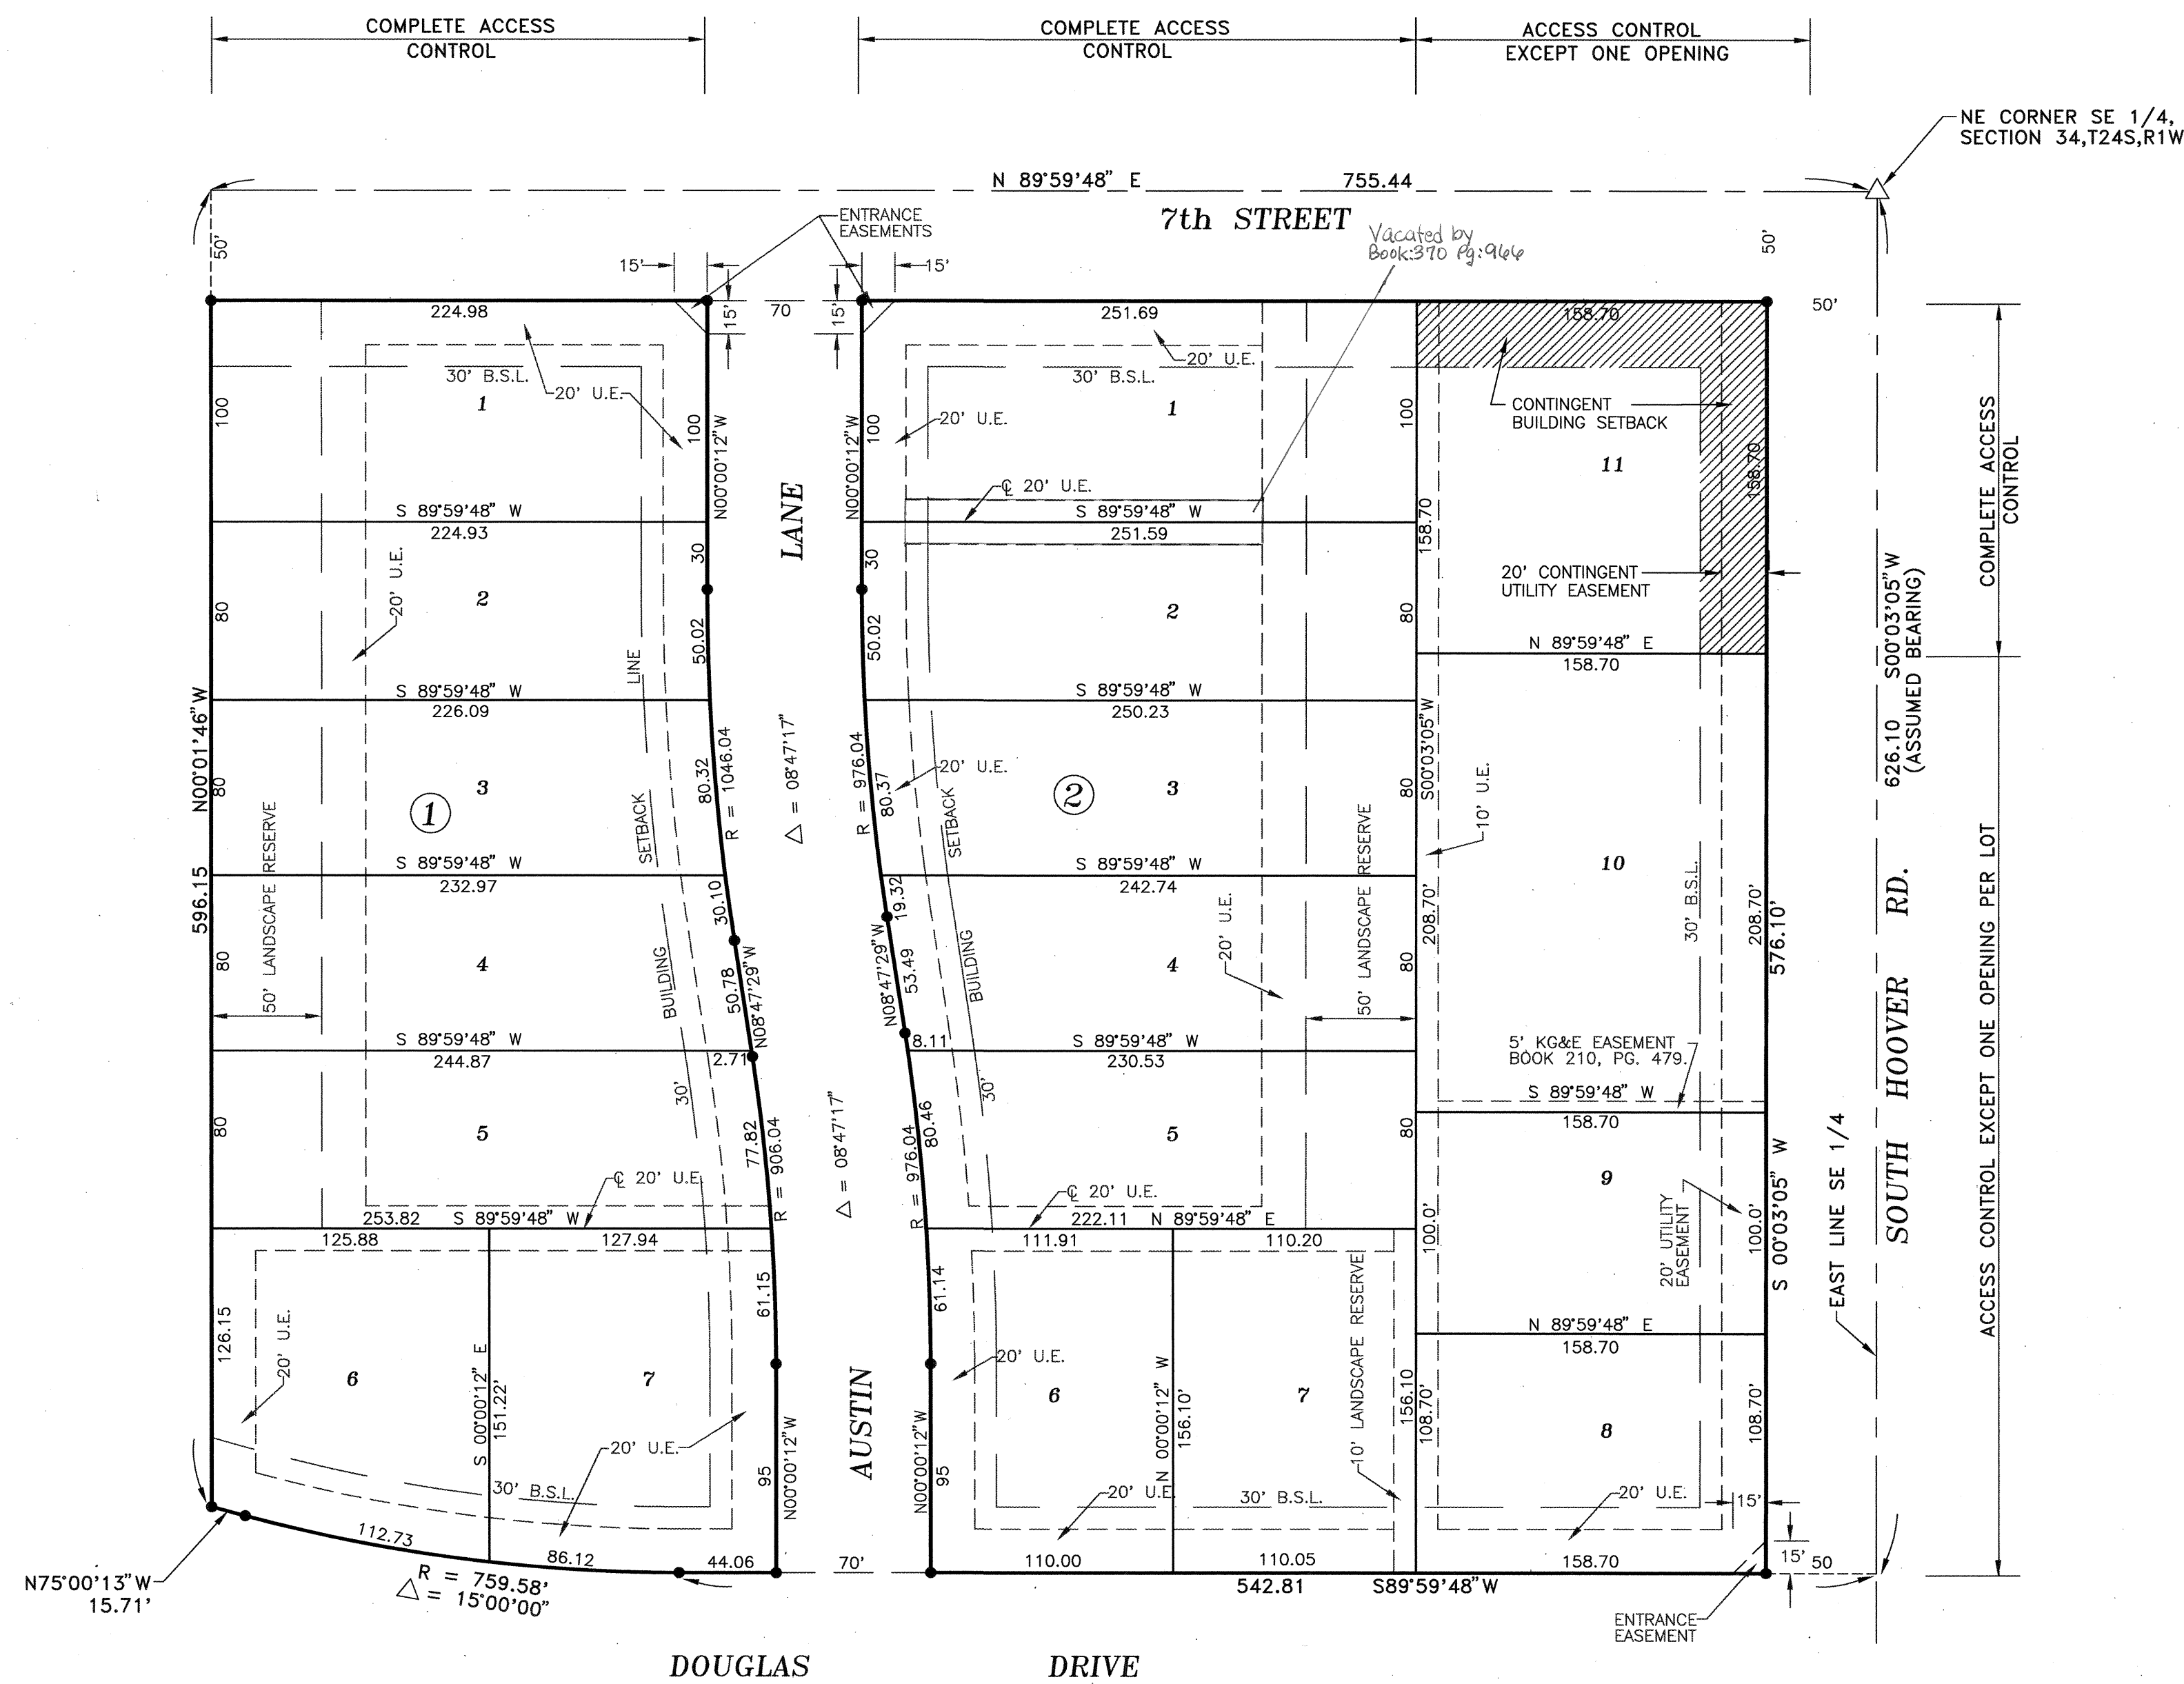 COMPLETE ACCESS
CONTROL
COMPLETE ACCESS
CONTROL
ACCESS CONTROL
EXCEPT ONE OPENING
NE CORNER SE 1/4,
SECTION 34,T24S,R1W
N 89°59'48" E
755.44
7th STREET
ENTRANCE
EASEMENTS
Vacated by
Book:370 Pg:966
50'
50'
50'
15'
15'
15'
70
15'
224.98
251.69
158.70
30' B.S.L.
20' U.E.
1
100
100
N00°00'12"W
30' B.S.L.
20' U.E.
20' U.E.
1
100
N00°00'12"W
100
CONTINGENT
BUILDING SETBACK
11
158.70
158.70
20' CONTINGENT
UTILITY EASEMENT
COMPLETE ACCESS
CONTROL
S 89°59'48" W
224.93
℄ 20' U.E.
S 89°59'48" W
251.59
LANE
20' U.E.
80
2
30
50.02
LINE
30
50.02
2
80
N 89°59'48" E
158.70
626.10 S00°03'05"W
(ASSUMED BEARING)
S 89°59'48" W
226.09
S 89°59'48" W
250.23
N00°01'46"W
596.15
80
3
1
80.32
R = 1046.04
△ = 08°47'17"
SETBACK
R = 976.04
80.37
20' U.E.
SETBACK
2
3
80
S00°03'05"W
10' U.E.
10
50' LANDSCAPE RESERVE
50' LANDSCAPE RESERVE
S 89°59'48" W
232.97
S 89°59'48" W
242.74
80
4
30.10
50.78
N08°47'29"W
BUILDING
19.32
N08°47'29"W
53.49
BUILDING
4
20' U.E.
80
208.70'
30' B.S.L.
208.70'
576.10'
SOUTH HOOVER RD.
ACCESS CONTROL EXCEPT ONE OPENING PER LOT
S 89°59'48" W
244.87
2.71
8.11
S 89°59'48" W
230.53
5' KG&E EASEMENT
BOOK 210, PG. 479.
S 89°59'48" W
158.70
80
5
30'
77.82
R = 906.04
△ = 08°47'17"
30'
80.46
R = 976.04
5
80
9
100.0'
20' UTILITY
EASEMENT
100.0'
S 00°03'05" W
EAST LINE SE 1/4
℄ 20' U.E.
253.82 S 89°59'48" W
125.88
127.94
℄ 20' U.E.
222.11 N 89°59'48" E
111.91
110.20
126.15
20' U.E.
6
S 00°00'12" E
151.22'
7
61.15
61.14
20' U.E.
6
N 00°00'12" W
156.10'
7
10' LANDSCAPE RESERVE
156.10
108.70'
N 89°59'48" E
158.70
8
108.70'
AUSTIN
95
N00°00'12"W
N00°00'12"W
95
20' U.E.
30' B.S.L.
20' U.E.
30' B.S.L.
20' U.E.
15'
15'
50
112.73
86.12
44.06
70'
110.00
110.05
158.70
N75°00'13"W
15.71'
R = 759.58'
△ = 15°00'00"
542.81
S89°59'48"W
ENTRANCE
EASEMENT
DOUGLAS DRIVE